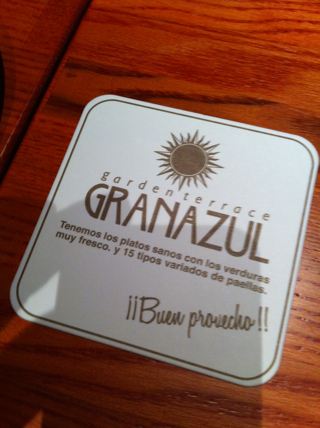 garden terrace
GRANAZUL
Tenemos los platos sanos con los verduras
muy fresco. y 15 tipos variados de paellas.
¡¡Buen provecho!!